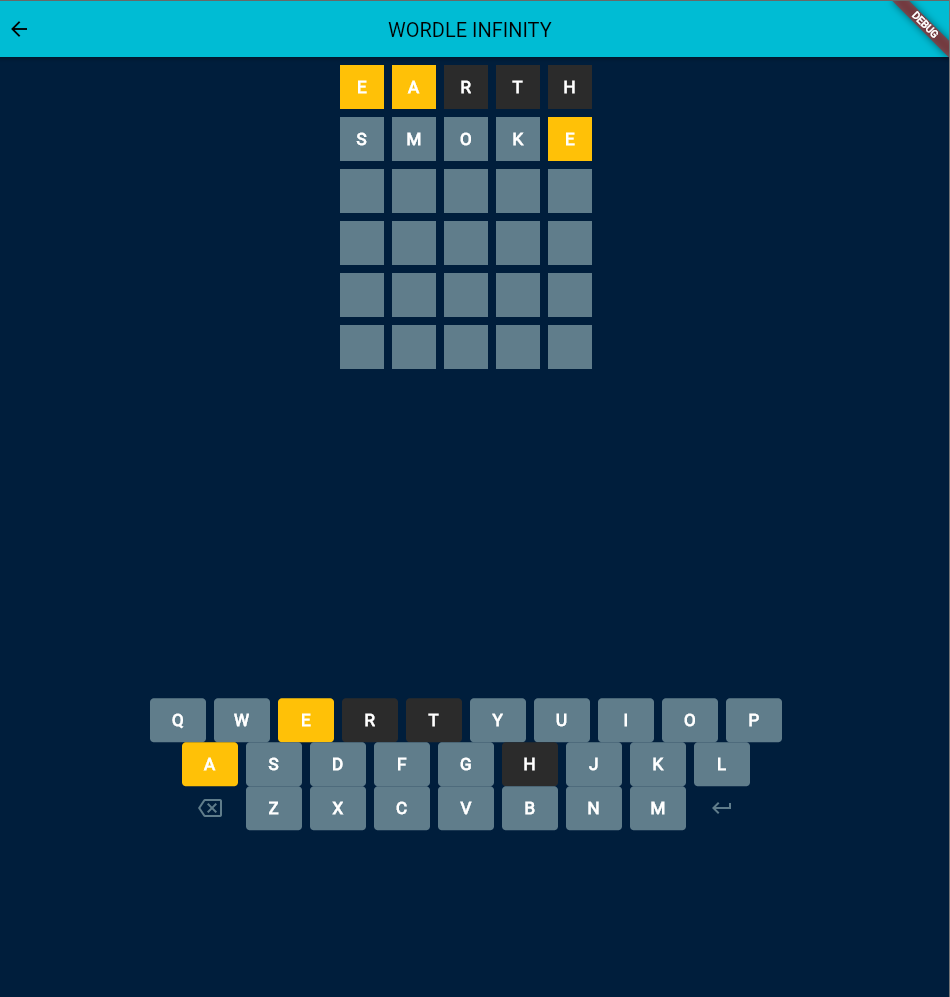 WORDLE INFINITY
DEBUG
E A R T H
S M O K E
Q W E R T Y U I O P
A S D F G H J K L
Z X C V B N M